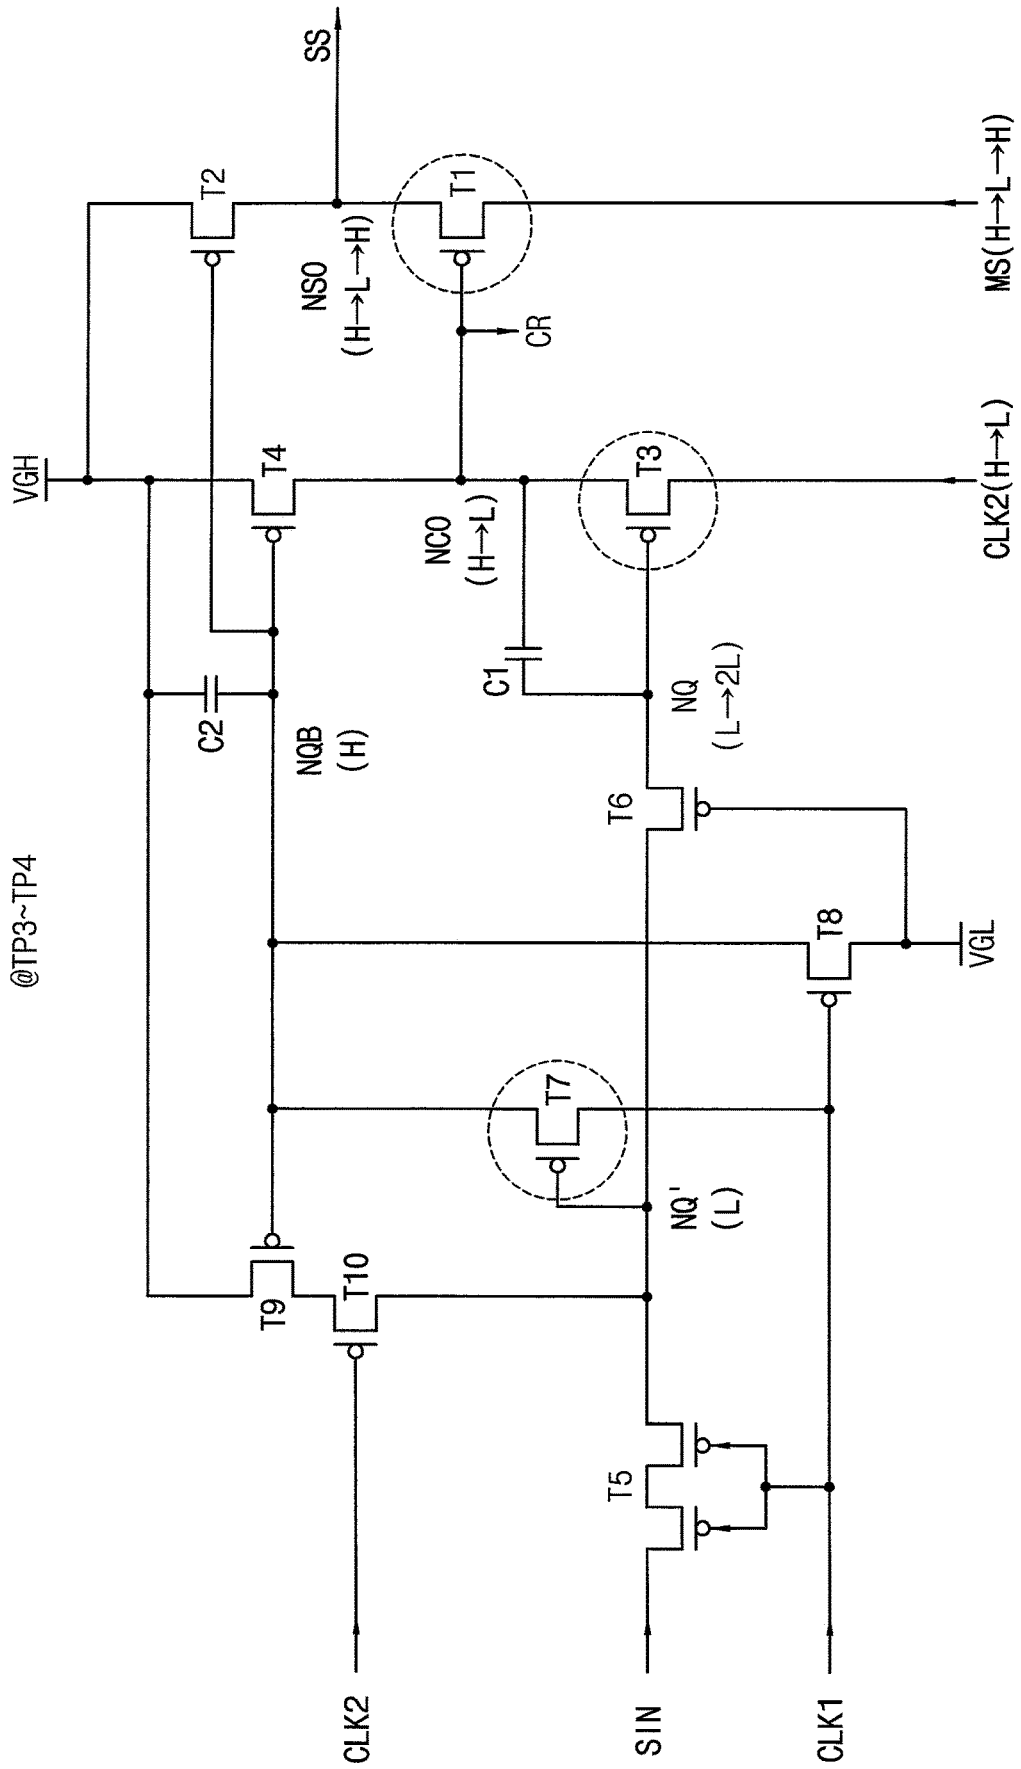 @TP3~TP4
VGH
C2
T2
T4
NQB
(H)
SS
NSO
(H→L→H)
T9
T10
CLK2
NCO
(H→L)
CR
T1
C1
T7
T5
T6
T3
SIN
NQ'
(L)
NQ
(L→2L)
CLK1
T8
VGL
CLK2(H→L)
MS(H→L→H)